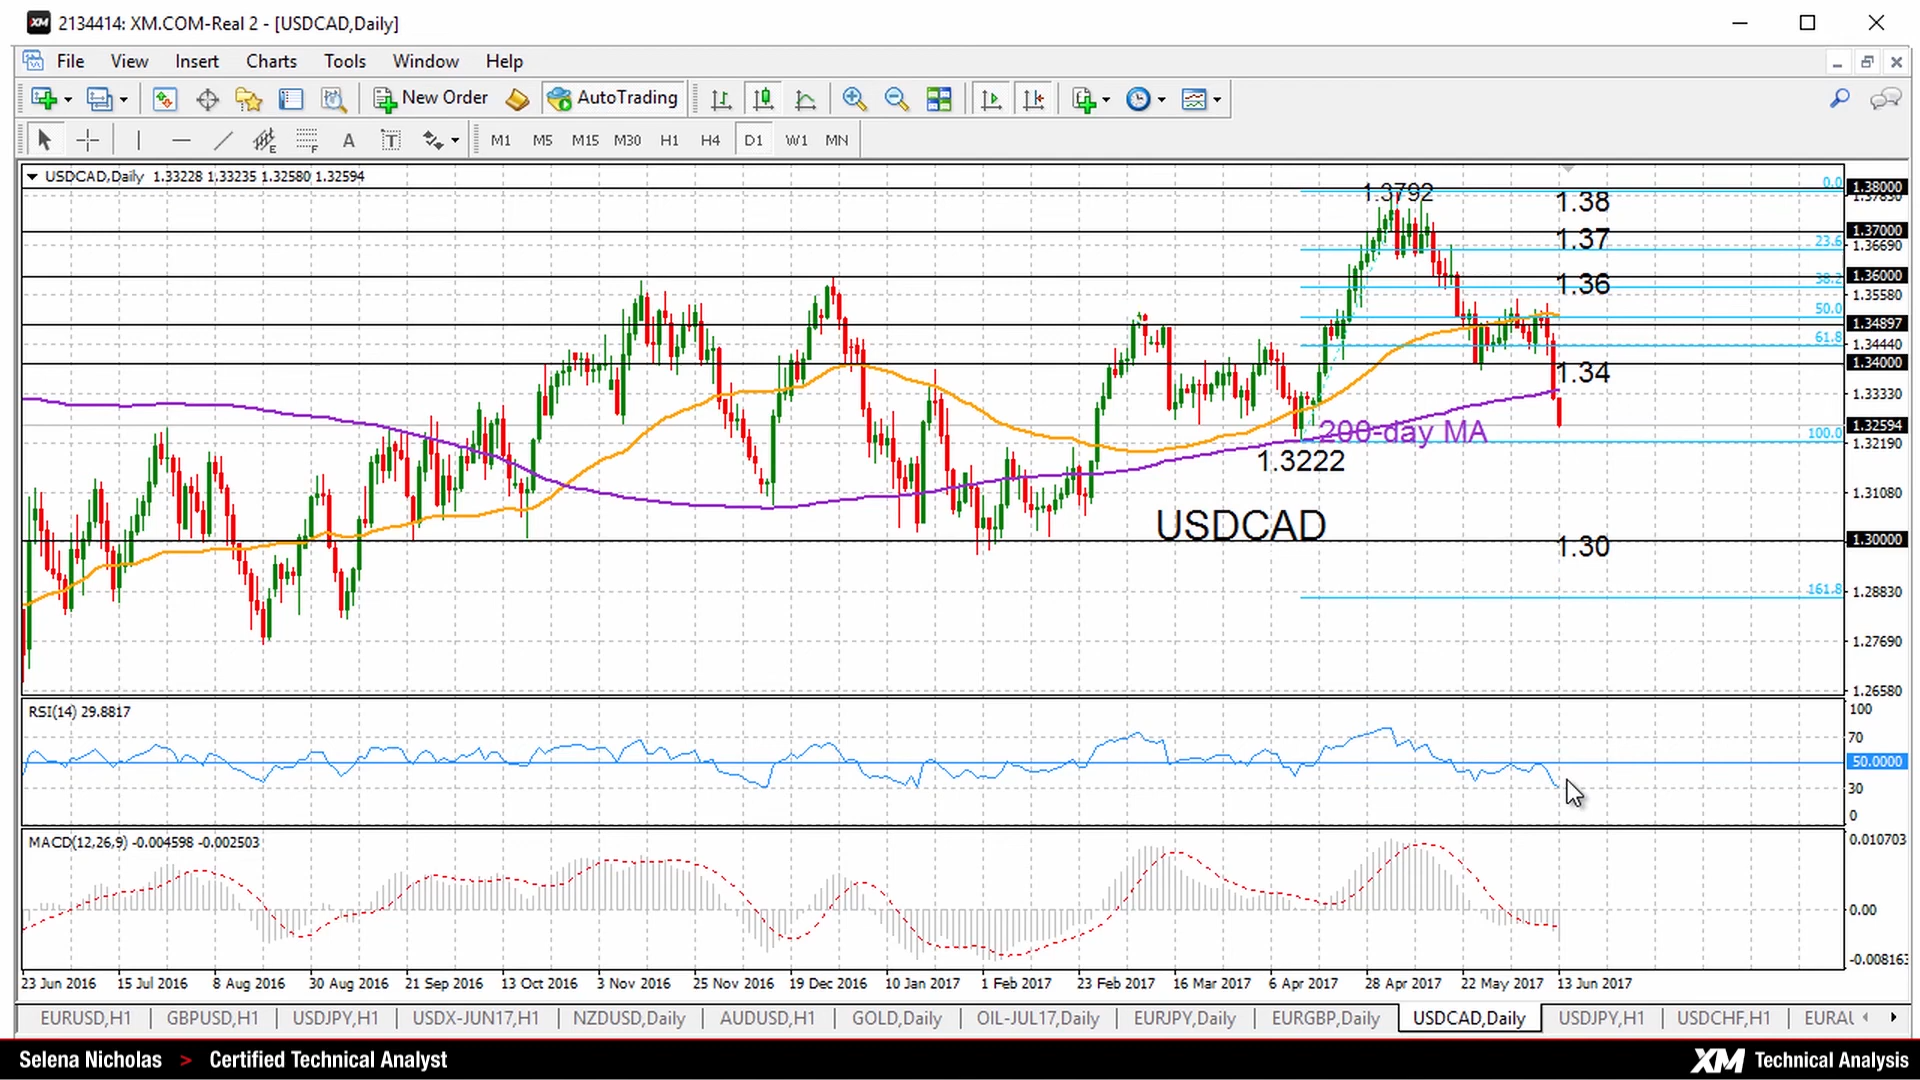 XM 2134414: XM.COM-Real 2 - [USDCAD,Daily]
File View Insert Charts Tools Window Help
New Order AutoTrading
E F A T M1 M5 M15 M30 H1 H4 D1 W1 MN
USDCAD,Daily 1.33228 1.33235 1.32580 1.32594
0.0 1.38000
1.3792 1.38 1.37830
1.37 1.37000
23.6 1.36690
1.36 38.2 1.36000
1.35580
50.0 1.34897
61.8 1.34440
1.34000
1.34
1.33330
200-day MA 100.0 1.32594
1.32190
1.3222
1.31080
USDCAD
1.30 1.30000
161.8 1.28830
1.27690
1.26580
RSI(14) 29.8817
100
70
50.0000
30
0
MACD(12,26,9) -0.004598 -0.002503
0.010703
0.00
-0.008163
23 Jun 2016 15 Jul 2016 8 Aug 2016 30 Aug 2016 21 Sep 2016 13 Oct 2016 3 Nov 2016 25 Nov 2016 19 Dec 2016 10 Jan 2017 1 Feb 2017 23 Feb 2017 16 Mar 2017 6 Apr 2017 28 Apr 2017 22 May 2017 13 Jun 2017
EURUSD,H1 GBPUSD,H1 USDJPY,H1 USDX-JUN17,H1 NZDUSD,Daily AUDUSD,H1 GOLD,Daily OIL-JUL17,Daily EURJPY,Daily EURGBP,Daily USDCAD,Daily USDJPY,H1 USDCHF,H1 EURAU
Selena Nicholas > Certified Technical Analyst XM Technical Analysis